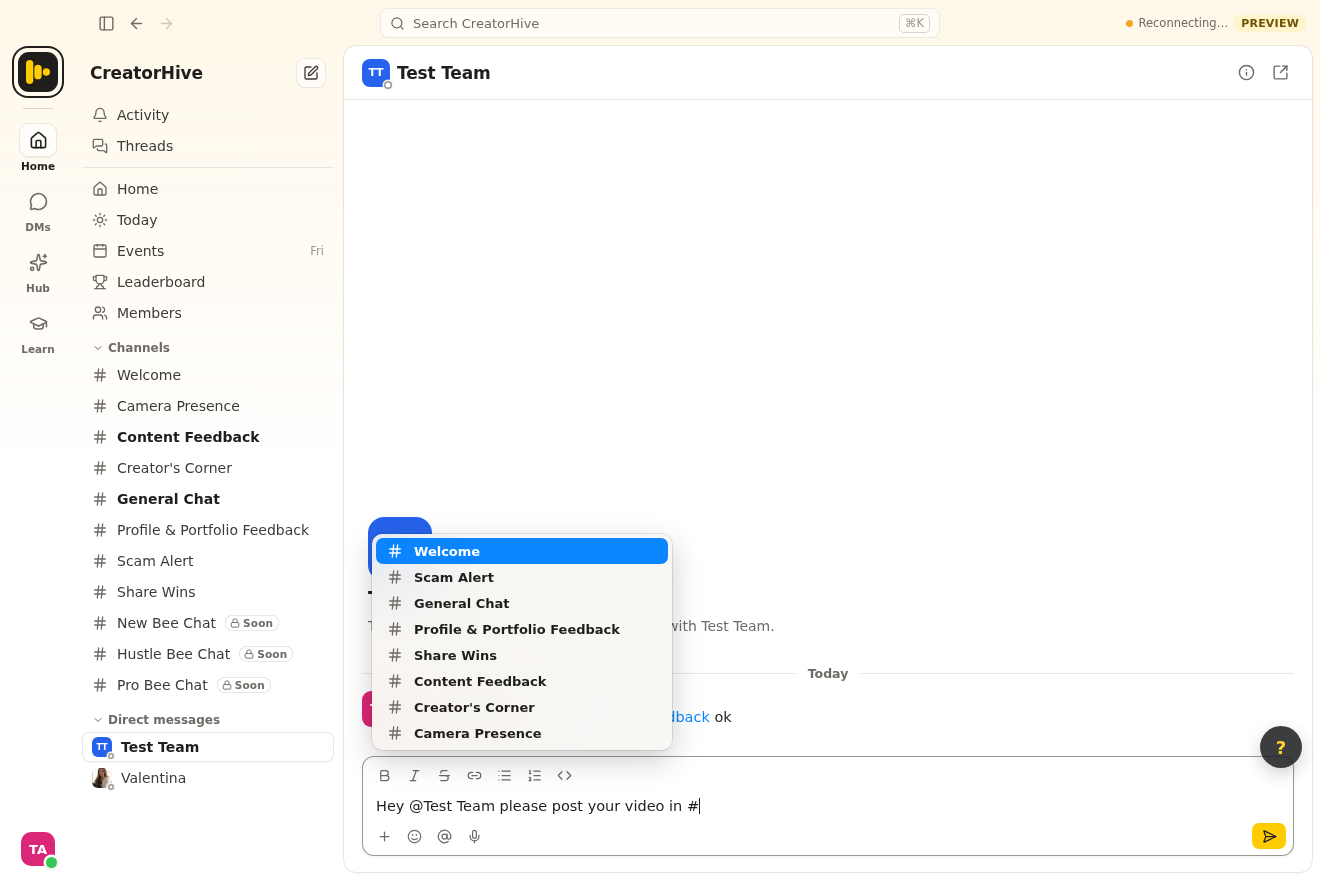 Search CreatorHive
⌘K
Reconnecting…
PREVIEW
CreatorHive
TT
Test Team
Activity
Threads
Home
Home
Today
DMs
Events
Fri
Leaderboard
Hub
Members
Learn
Channels
Welcome
Camera Presence
Content Feedback
Creator's Corner
General Chat
Profile & Portfolio Feedback
Scam Alert
Share Wins
New Bee Chat
Soon
Hustle Bee Chat
Soon
Pro Bee Chat
Soon
Direct messages
TT
Test Team
Valentina
TA
Welcome
Scam Alert
General Chat
Profile & Portfolio Feedback
Share Wins
Content Feedback
Creator's Corner
Camera Presence
with Test Team.
Today
ok
?
Hey @Test Team please post your video in #